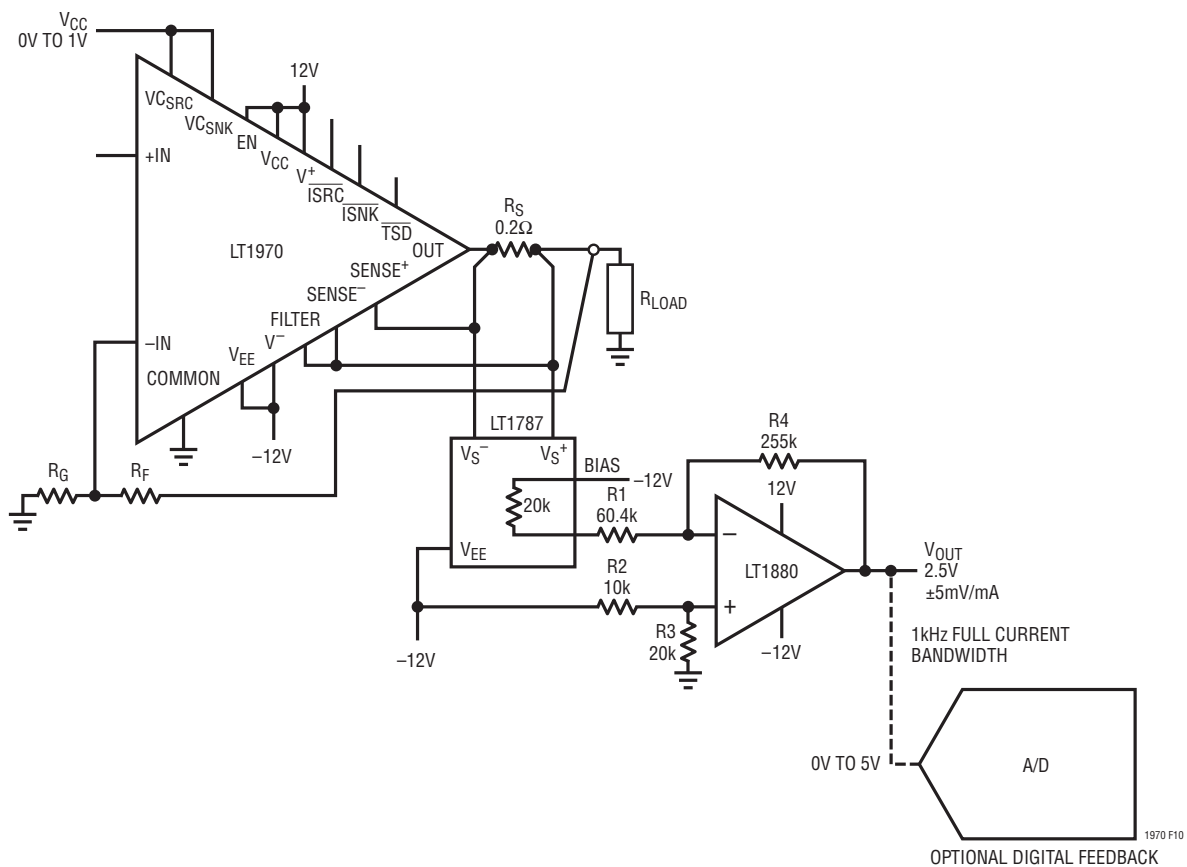 VCC
0V TO 1V
12V
VCSRC
VCSNK
EN
VCC
V+
ISRC
ISNK
TSD
+IN
LT1970
OUT
RS
0.2Ω
SENSE+
SENSE–
FILTER
V–
VEE
–IN
COMMON
–12V
RLOAD
RG
RF
LT1787
VS–
VS+
BIAS
–12V
20k
R1
60.4k
VEE
R2
10k
R3
20k
–12V
R4
255k
12V
–
LT1880
+
–12V
VOUT
2.5V
±5mV/mA
1kHz FULL CURRENT
BANDWIDTH
0V TO 5V
A/D
1970 F10
OPTIONAL DIGITAL FEEDBACK